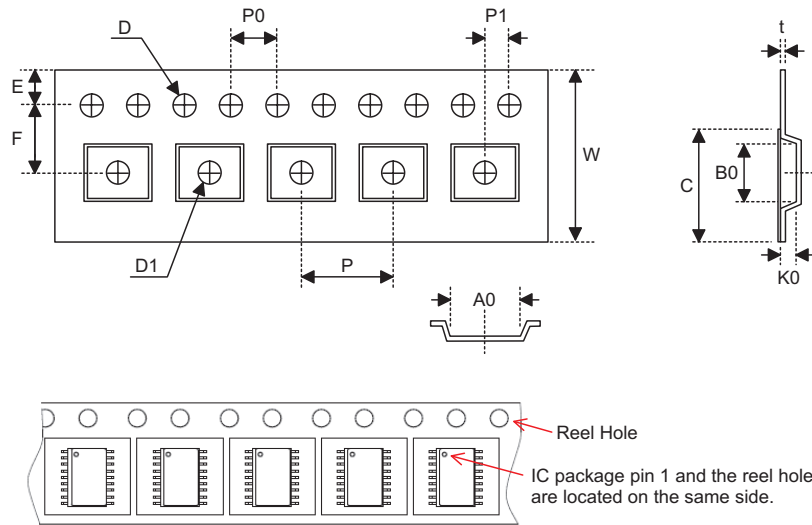 D
P0
P1
t
E
F
W
C
B0
D1
P
K0
A0
Reel Hole
IC package pin 1 and the reel hole
are located on the same side.